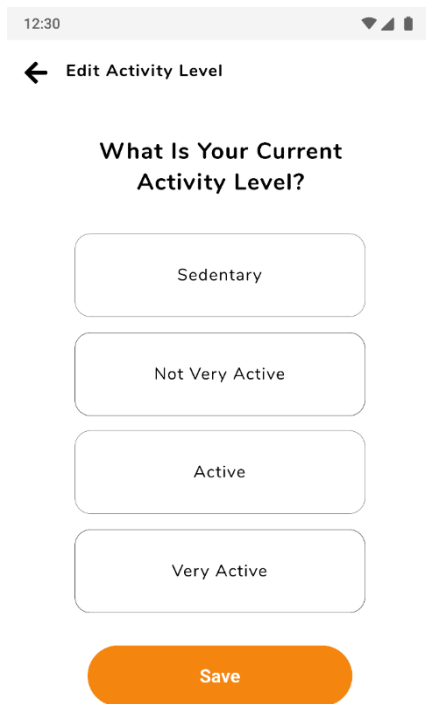 12:30
Edit Activity Level
What Is Your Current
Activity Level?
Sedentary
Not Very Active
Active
Very Active
Save